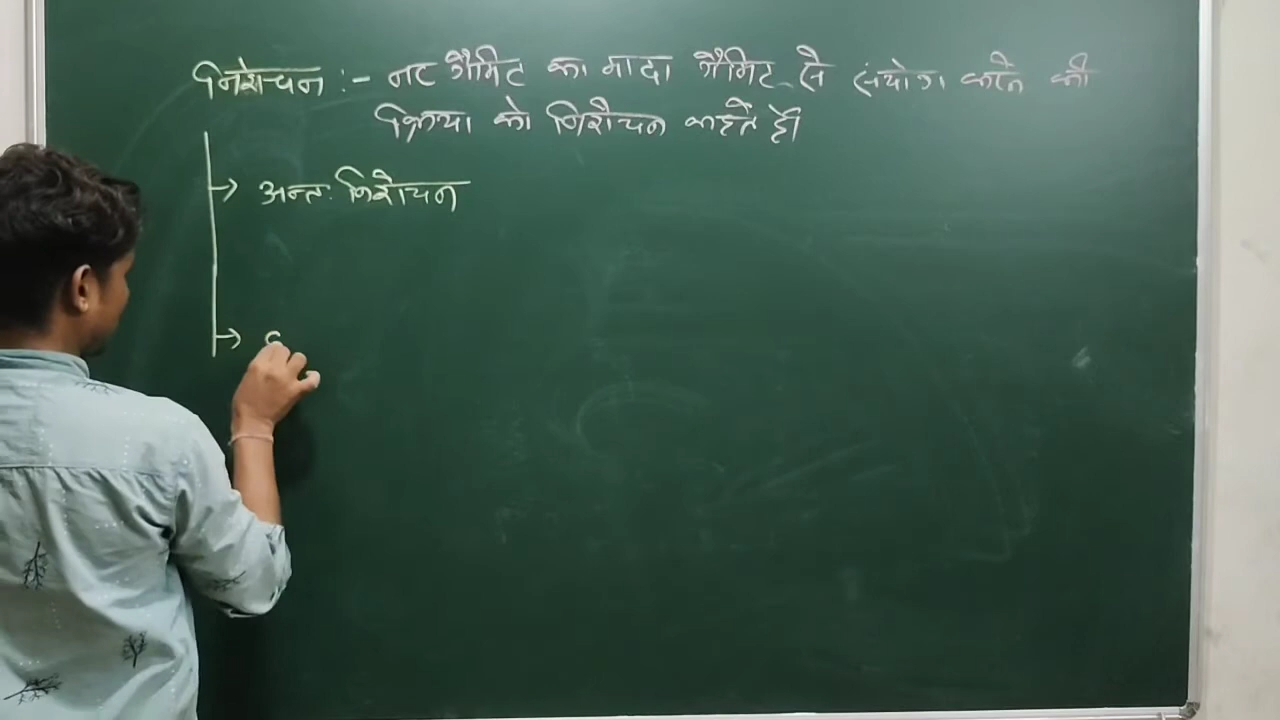 निशेचन :- नर गैमिट का मादा गैमिट से संयोग करने की
क्रिया को निशैचन कहते हैं।
→ अन्तः निशैचन
→